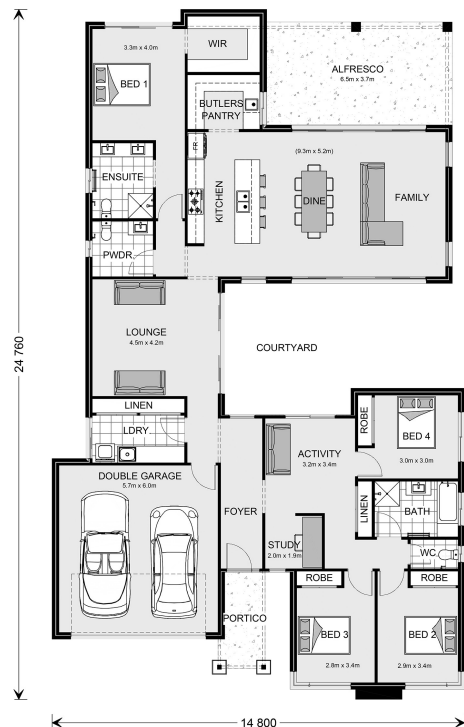 3.3m x 4.0m
WIR
BED 1
ALFRESCO
6.5m x 3.7m
BUTLERS
PANTRY
FR
(9.3m x 5.2m)
ENSUITE
KITCHEN
DINE
FAMILY
PWDR.
LOUNGE
4.5m x 4.2m
COURTYARD
24 760
LINEN
LDRY.
ROBE
BED 4
3.0m x 3.0m
ACTIVITY
3.2m x 3.4m
DOUBLE GARAGE
5.7m x 6.0m
LINEN
BATH
FOYER
STUDY
2.0m x 1.9m
WC
ROBE
ROBE
PORTICO
BED 3
BED 2
2.8m x 3.4m
2.9m x 3.4m
14 800